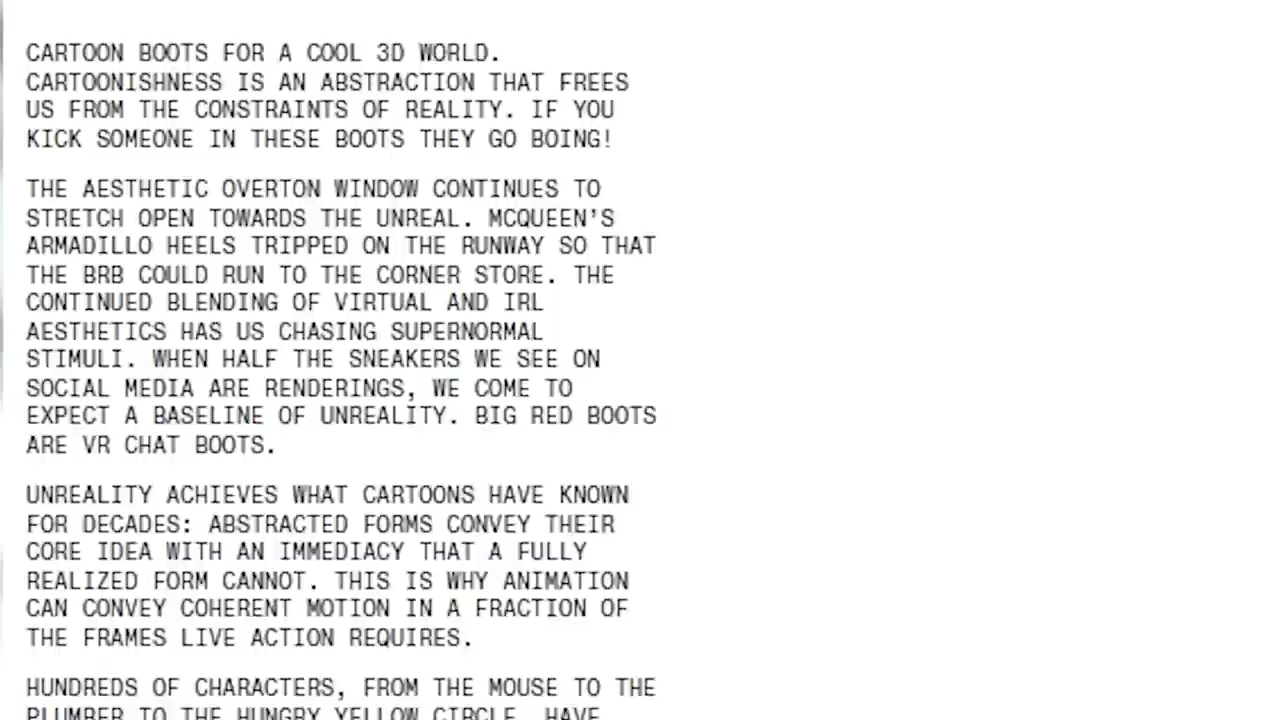 CARTOON BOOTS FOR A COOL 3D WORLD.
CARTOONISHNESS IS AN ABSTRACTION THAT FREES
US FROM THE CONSTRAINTS OF REALITY. IF YOU
KICK SOMEONE IN THESE BOOTS THEY GO BOING!
THE AESTHETIC OVERTON WINDOW CONTINUES TO
STRETCH OPEN TOWARDS THE UNREAL. MCQUEEN'S
ARMADILLO HEELS TRIPPED ON THE RUNWAY SO THAT
THE BRB COULD RUN TO THE CORNER STORE. THE
CONTINUED BLENDING OF VIRTUAL AND IRL
AESTHETICS HAS US CHASING SUPERNORMAL
STIMULI. WHEN HALF THE SNEAKERS WE SEE ON
SOCIAL MEDIA ARE RENDERINGS, WE COME TO
EXPECT A BASELINE OF UNREALITY. BIG RED BOOTS
ARE VR CHAT BOOTS.
UNREALITY ACHIEVES WHAT CARTOONS HAVE KNOWN
FOR DECADES: ABSTRACTED FORMS CONVEY THEIR
CORE IDEA WITH AN IMMEDIACY THAT A FULLY
REALIZED FORM CANNOT. THIS IS WHY ANIMATION
CAN CONVEY COHERENT MOTION IN A FRACTION OF
THE FRAMES LIVE ACTION REQUIRES.
HUNDREDS OF CHARACTERS, FROM THE MOUSE TO THE
PLUMBER TO THE HUNGRY YELLOW CIRCLE, HAVE